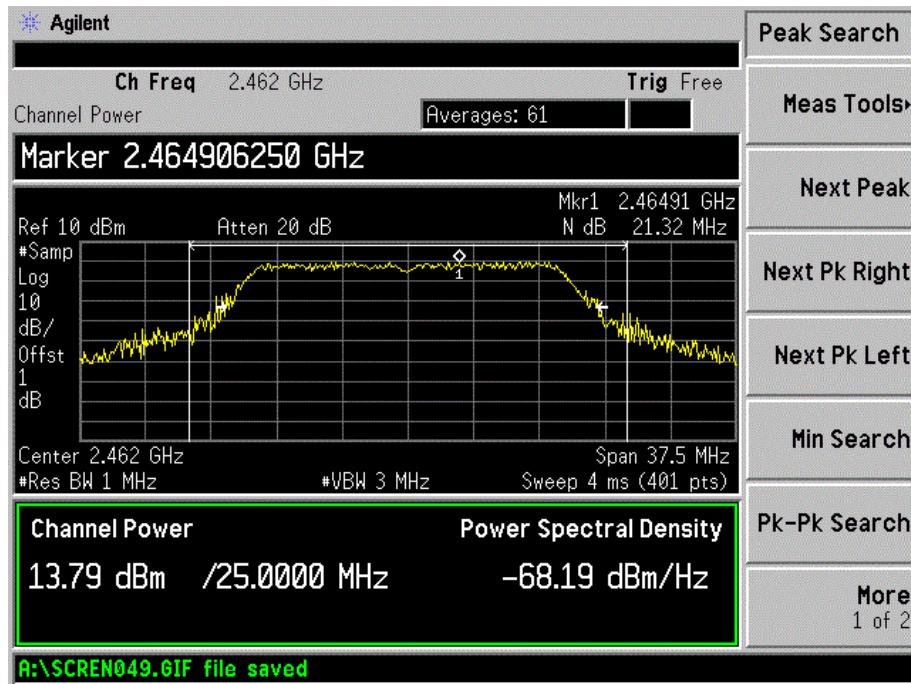 Agilent
Peak Search
Ch Freq 2.462 GHz Trig Free
Channel Power Averages: 61
Meas Tools
Marker 2.464906250 GHz
Mkr1 2.46491 GHz
Ref 10 dBm Atten 20 dB N dB 21.32 MHz
Next Peak
#Samp
Log
10
dB/
Offst
1
dB
1
Next Pk Right
Next Pk Left
Center 2.462 GHz Span 37.5 MHz
#Res BW 1 MHz #VBW 3 MHz Sweep 4 ms (401 pts)
Min Search
Channel Power Power Spectral Density
13.79 dBm /25.0000 MHz -68.19 dBm/Hz
Pk-Pk Search
More
1 of 2
A:\SCREN049.GIF file saved